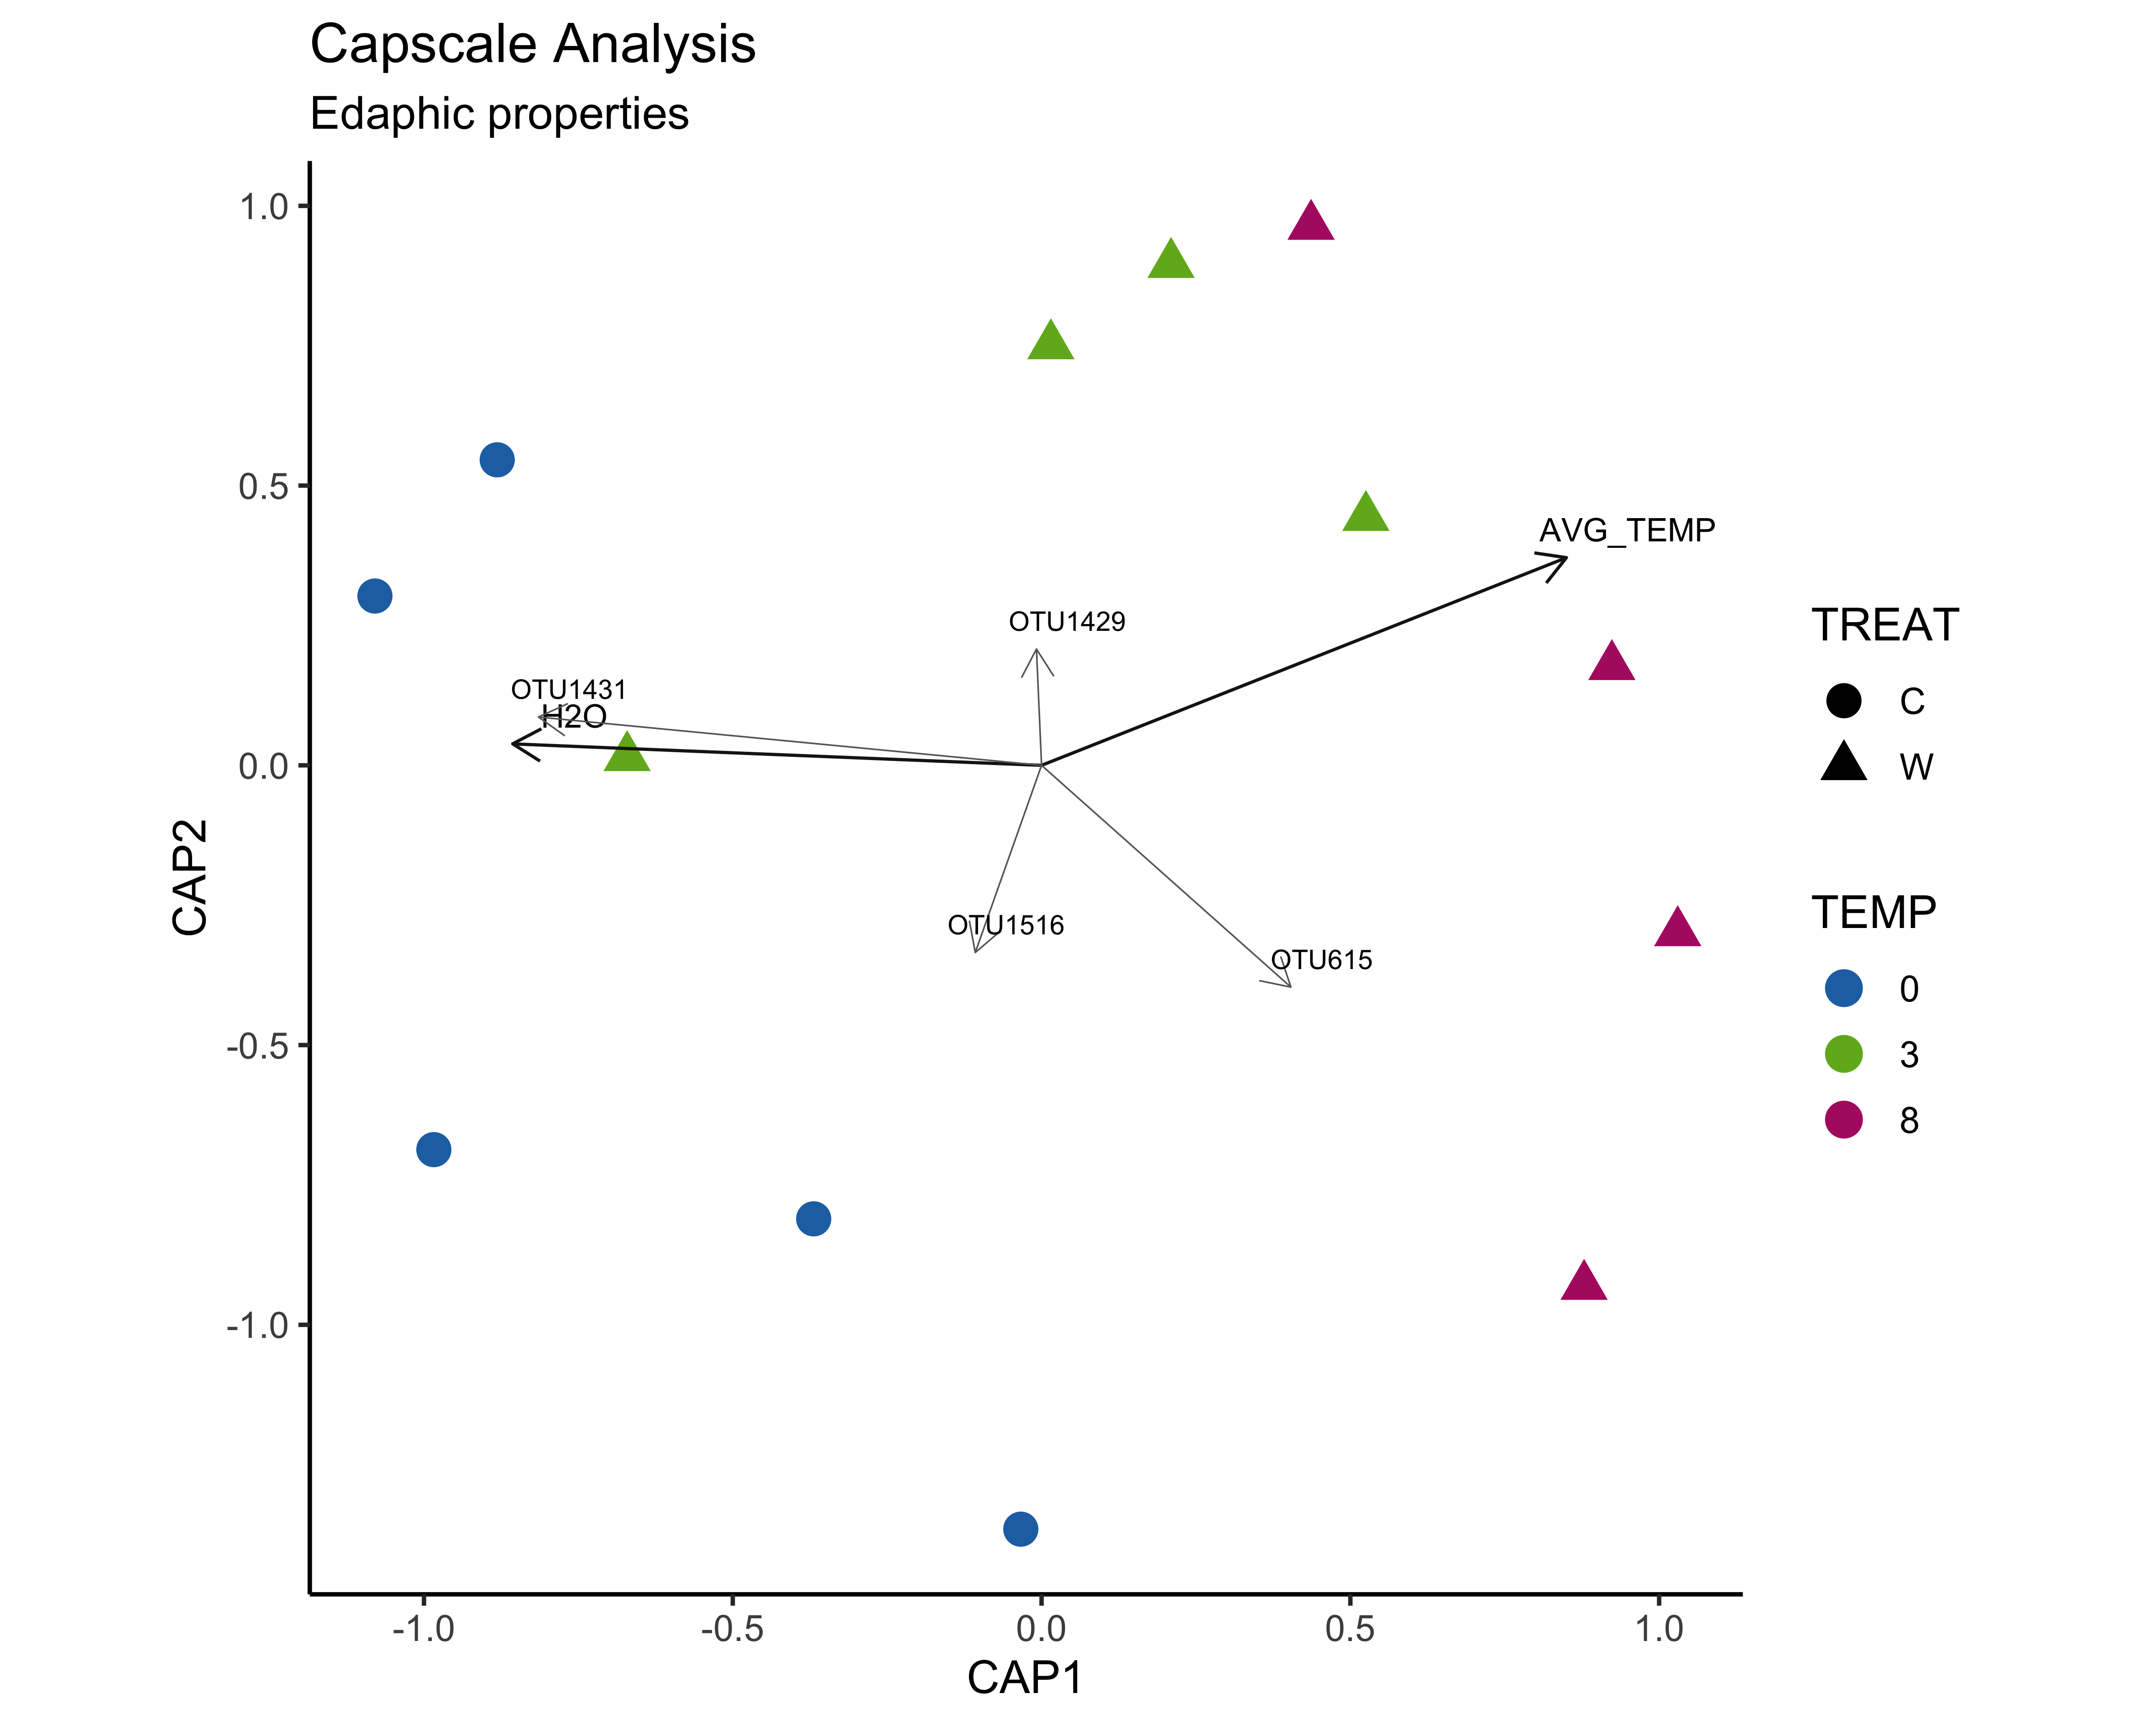 Capscale Analysis
Edaphic properties
1.0
0.5
0.0
-0.5
-1.0
CAP2
AVG_TEMP
OTU1429
OTU1431
H2O
OTU1516
OTU615
-1.0
-0.5
0.0
0.5
1.0
CAP1
TREAT
C
W
TEMP
0
3
8